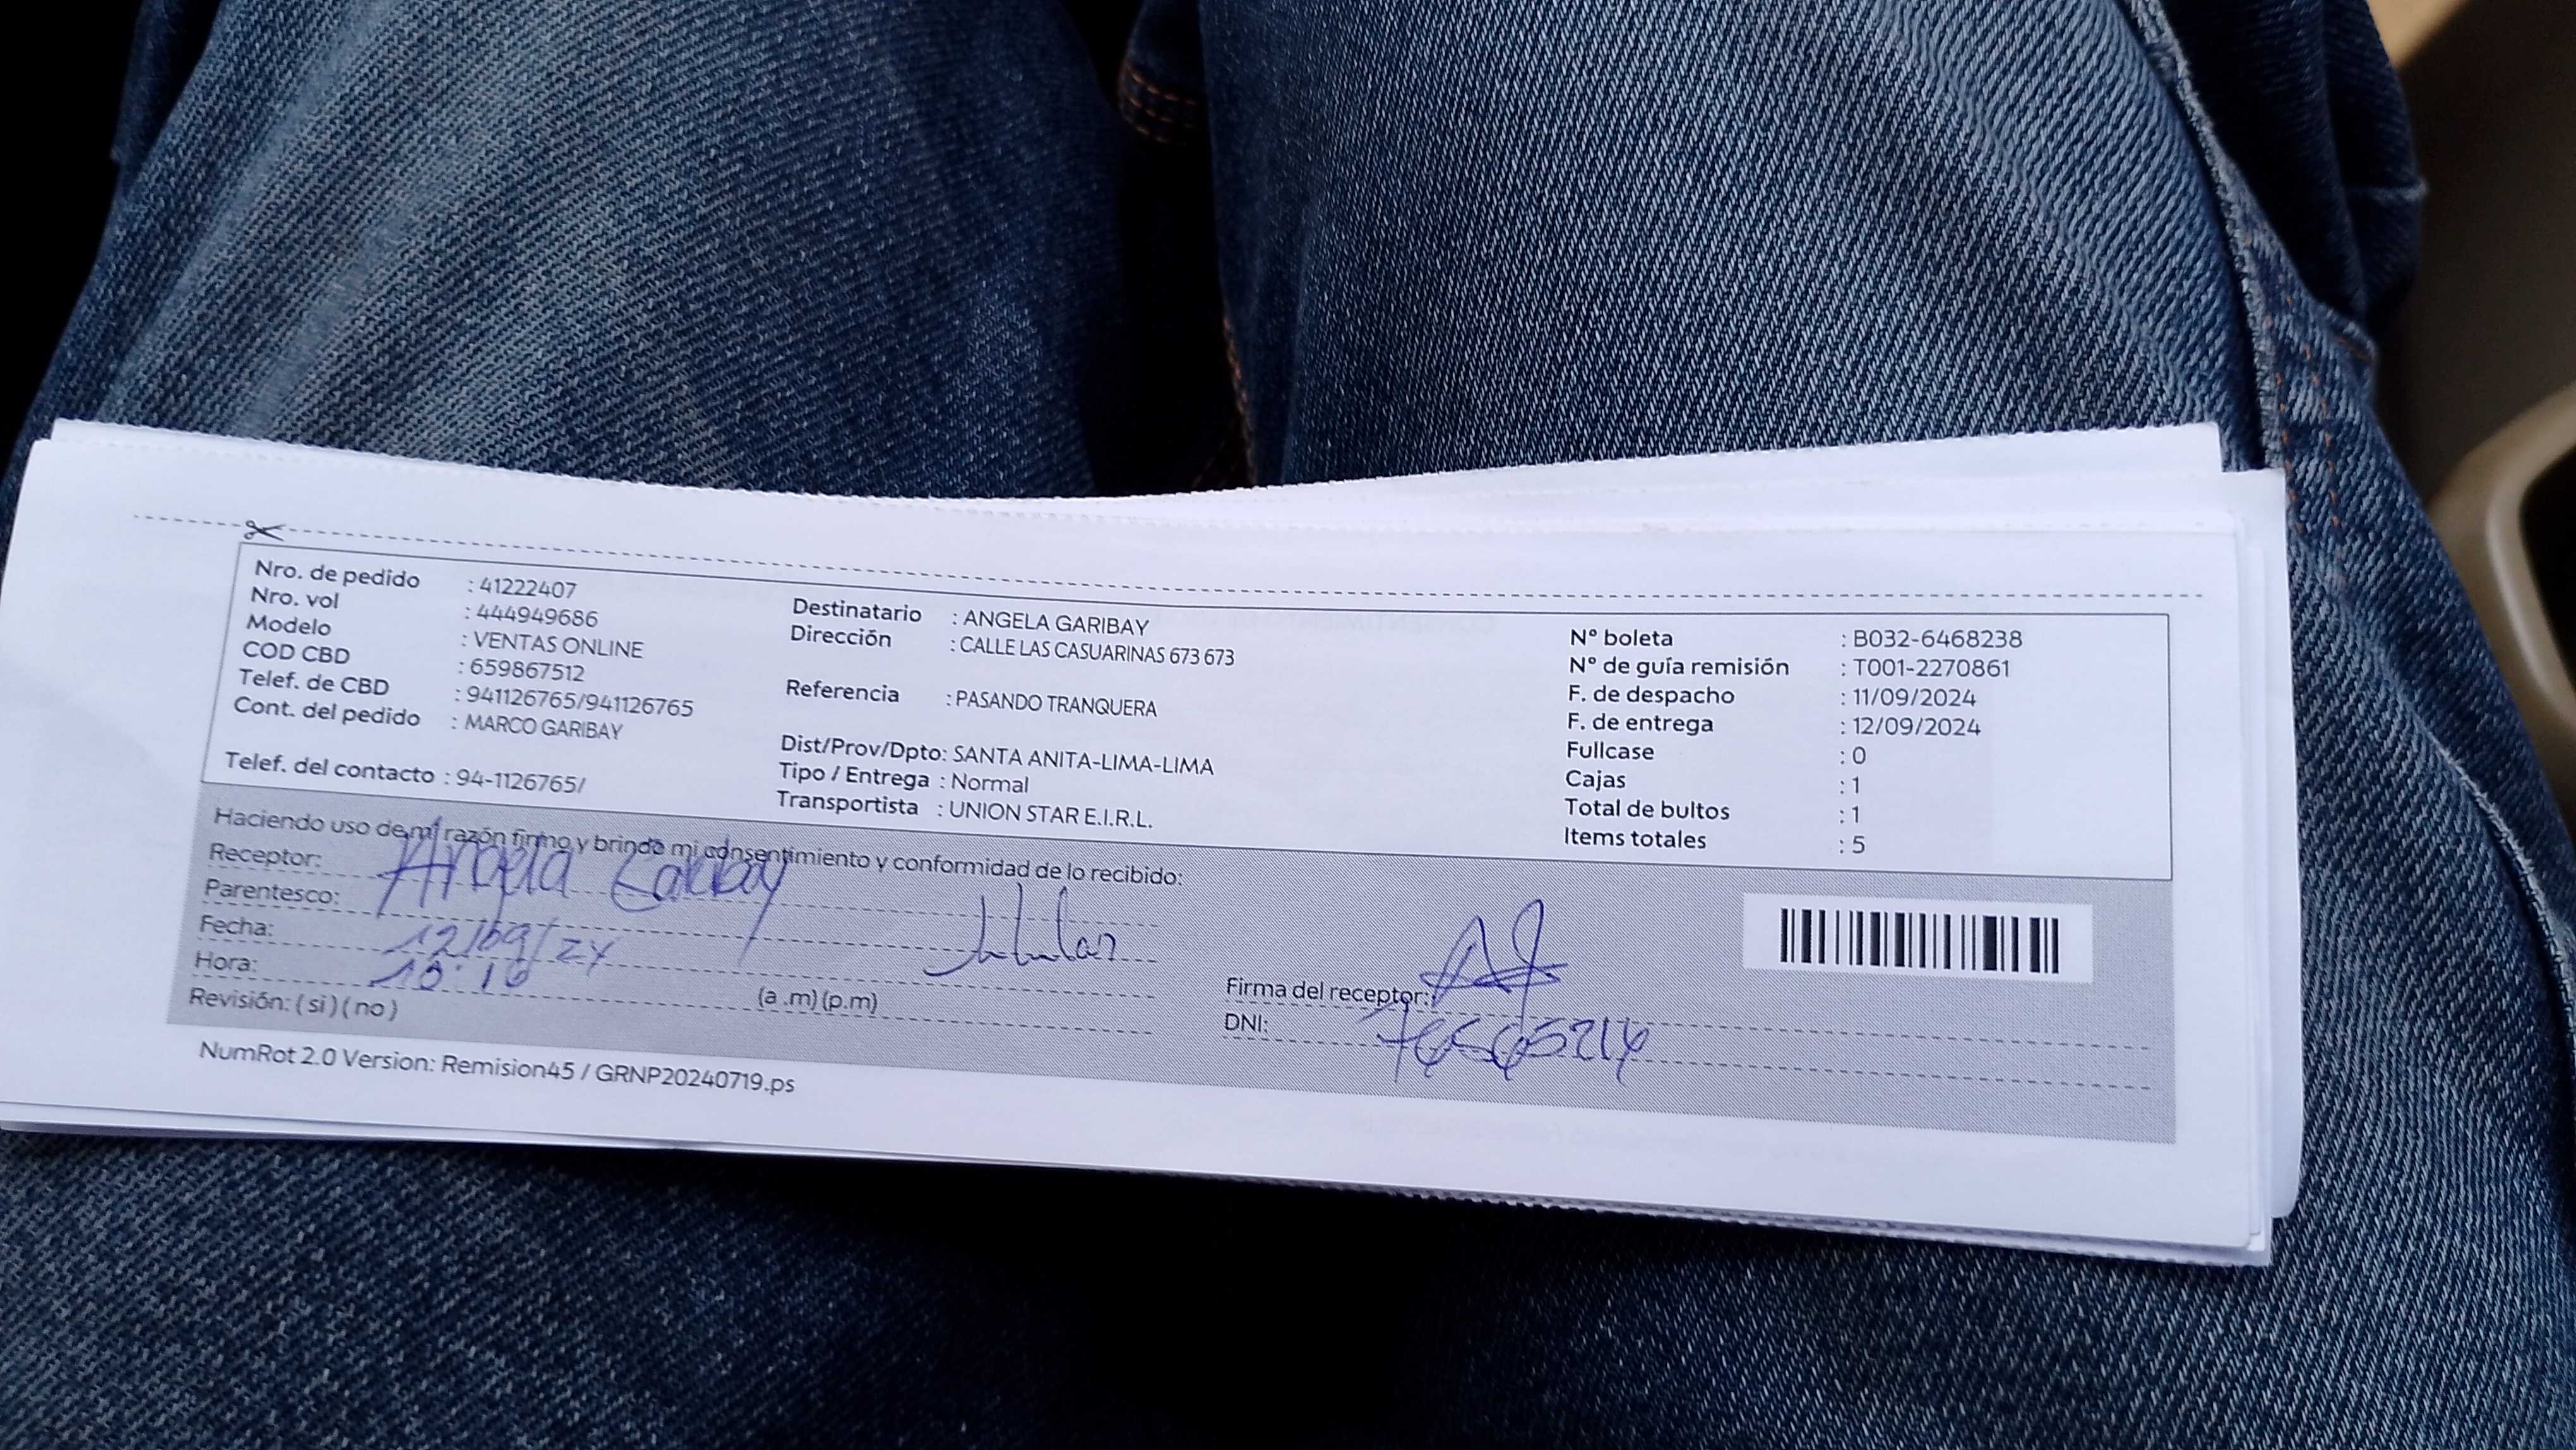 Nro. de pedido : 41222407
Nro. vol : 444949686
Modelo : VENTAS ONLINE
COD CBD : 659867512
Telef. de CBD : 941126765/941126765
Cont. del pedido : MARCO GARIBAY
Telef. del contacto : 94-1126765/
Destinatario : ANGELA GARIBAY
Dirección : CALLE LAS CASUARINAS 673 673
Referencia : PASANDO TRANQUERA
Dist/Prov/Dpto: SANTA ANITA-LIMA-LIMA
Tipo / Entrega : Normal
Transportista : UNION STAR E.I.R.L.
N° boleta : B032-6468238
N° de guía remisión : T001-2270861
F. de despacho : 11/09/2024
F. de entrega : 12/09/2024
Fullcase : 0
Cajas : 1
Total de bultos : 1
Items totales : 5
Haciendo uso de mi razón firmo y brindo mi consentimiento y conformidad de lo recibido:
Receptor: Angela Garibay
Parentesco: titular
Fecha: 12/09/24
Hora: (a .m) (p.m)
Revisión: ( si ) ( no )
Firma del receptor:
DNI:
NumRot 2.0 Version: Remision45 / GRNP20240719.ps